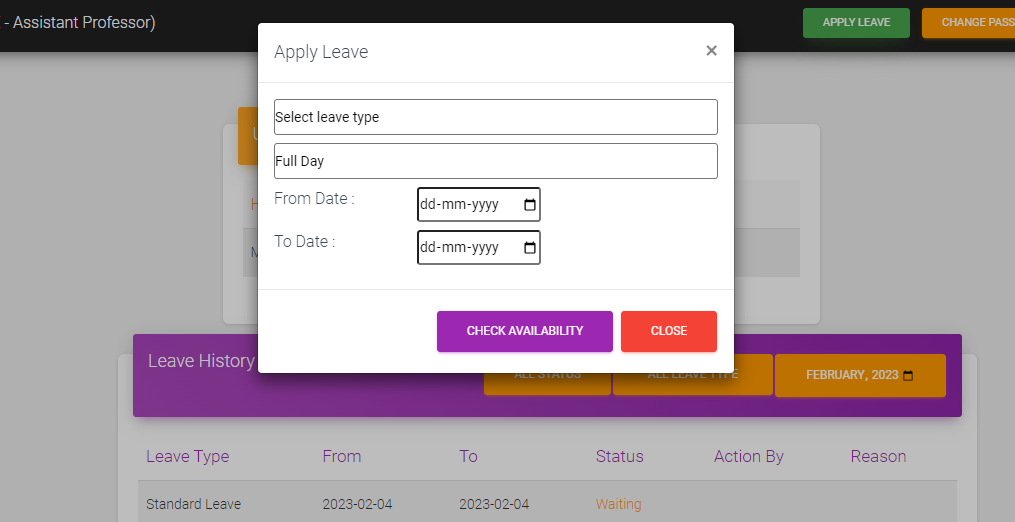 - Assistant Professor)
APPLY LEAVE
CHANGE PASS
Apply Leave
×
Select leave type
Full Day
From Date :
dd-mm-yyyy
To Date :
dd-mm-yyyy
CHECK AVAILABILITY
CLOSE
Leave History
ALL STATUS
ALL LEAVE TYPE
FEBRUARY, 2023
Leave Type From To Status Action By Reason
Standard Leave 2023-02-04 2023-02-04 Waiting